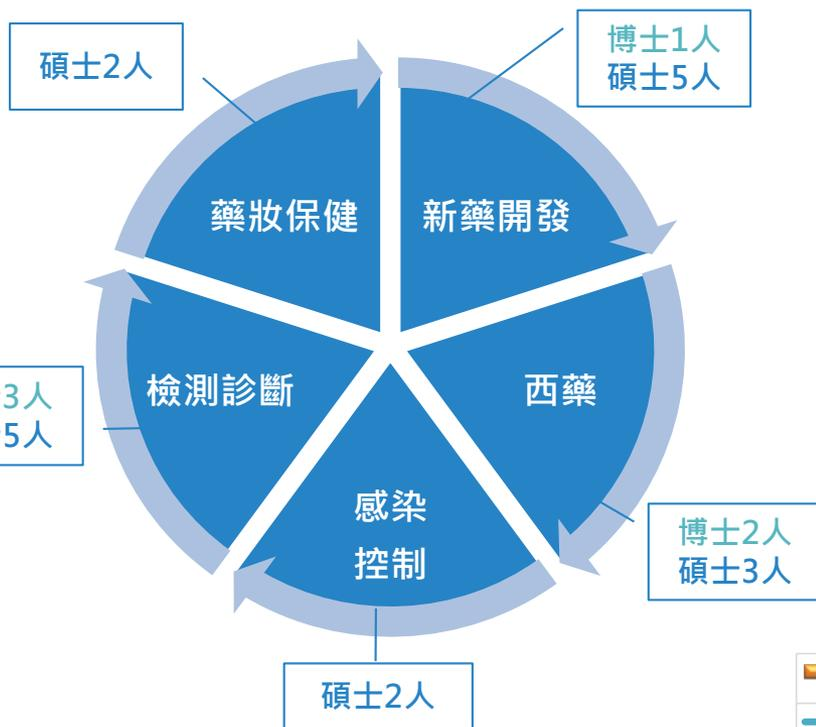 碩士2人
博士1人
碩士5人
藥妝保健
新藥開發
檢測診斷
西藥
3人
5人
感染
控制
博士2人
碩士3人
碩士2人